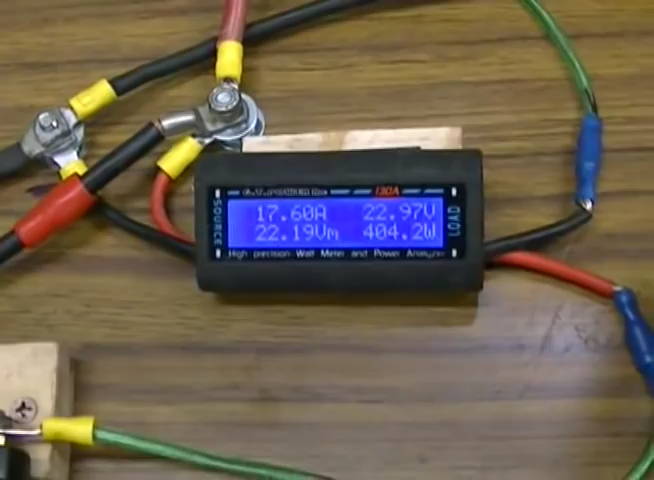 130A
SOURCE
17.60A 22.97V
22.19Vm 404.2W
LOAD
High precision Watt Meter and Power Analyzer